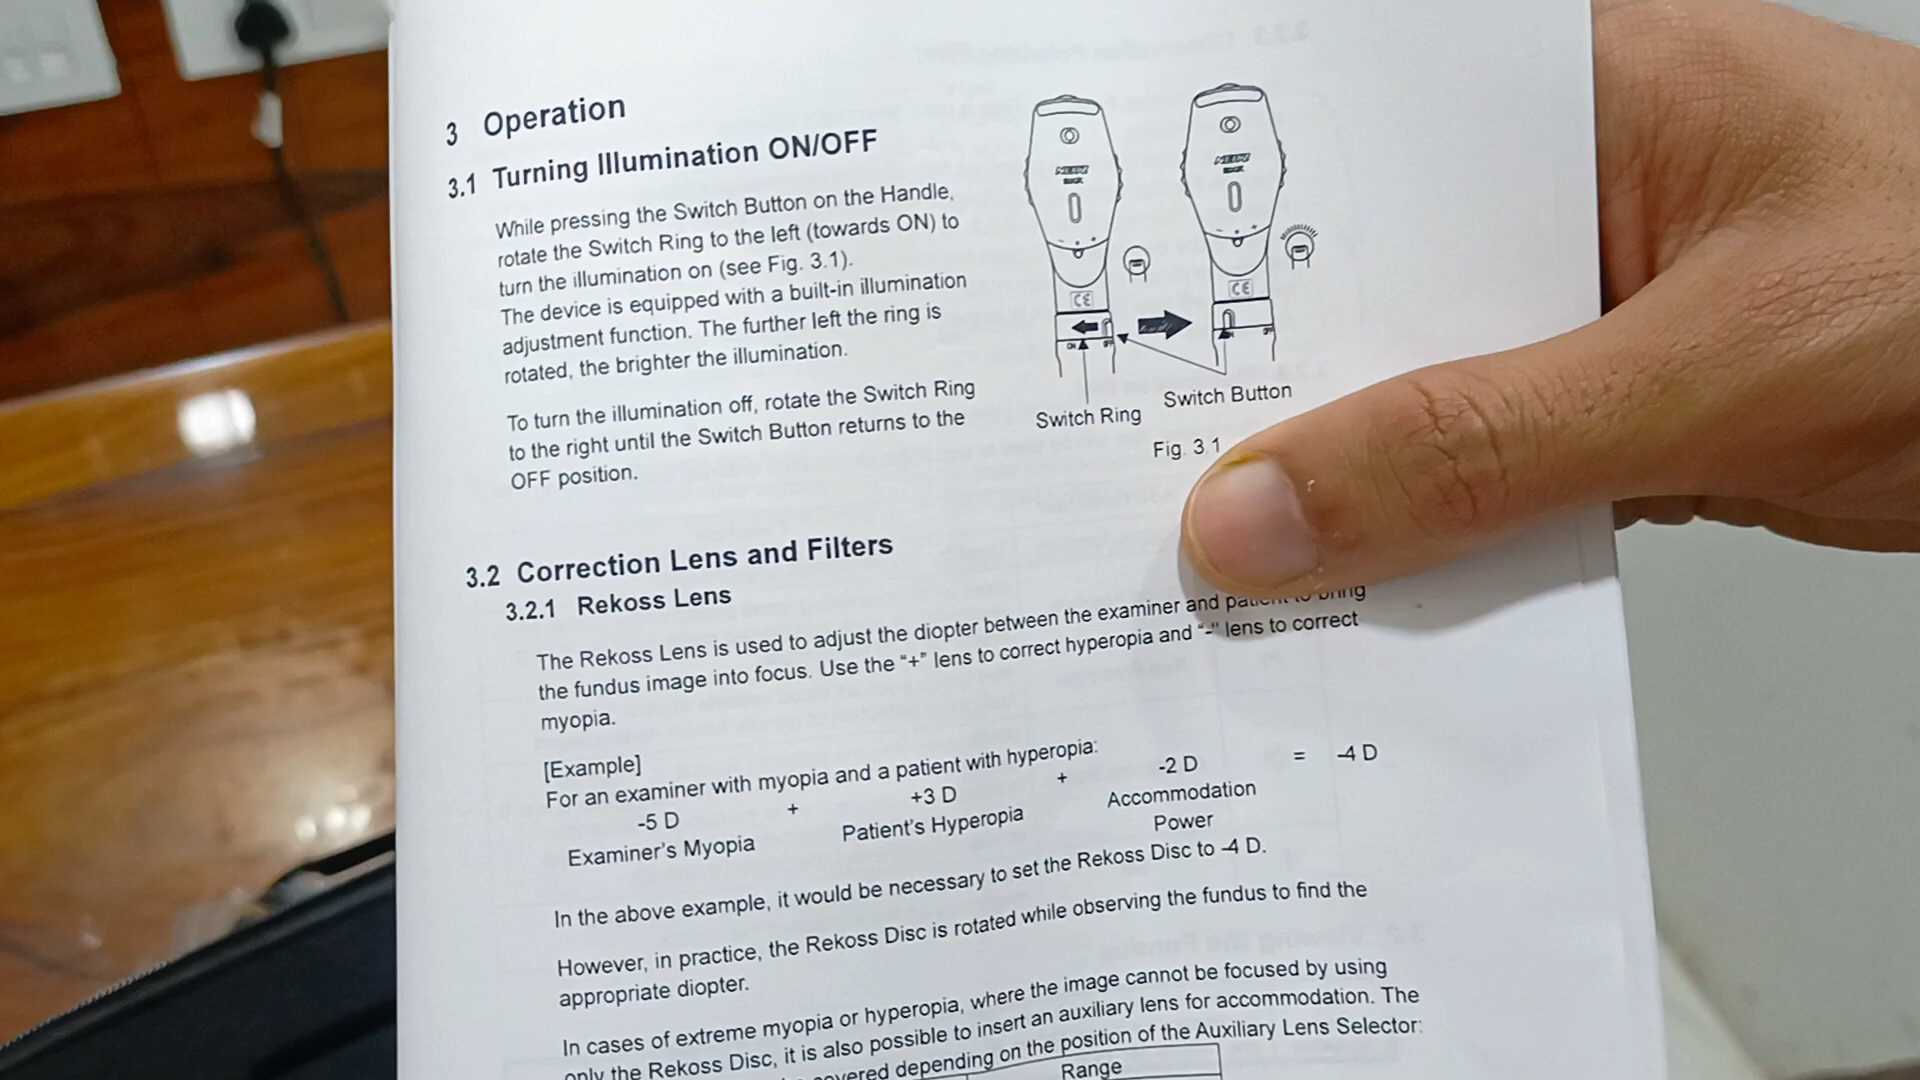 3 Operation
3.1 Turning Illumination ON/OFF
While pressing the Switch Button on the Handle,
rotate the Switch Ring to the left (towards ON) to
turn the illumination on (see Fig. 3.1).
The device is equipped with a built-in illumination
adjustment function. The further left the ring is
rotated, the brighter the illumination.
To turn the illumination off, rotate the Switch Ring
to the right until the Switch Button returns to the
OFF position.
CE
CE
ON OFF
OFF
Switch Ring
Switch Button
Fig. 3.1
3.2 Correction Lens and Filters
3.2.1 Rekoss Lens
The Rekoss Lens is used to adjust the diopter between the examiner and patient to bring
the fundus image into focus. Use the “+” lens to correct hyperopia and “-” lens to correct
myopia.
[Example]
For an examiner with myopia and a patient with hyperopia:
-5 D + +3 D + -2 D = -4 D
Examiner's Myopia Patient's Hyperopia Accommodation
Power
In the above example, it would be necessary to set the Rekoss Disc to -4 D.
However, in practice, the Rekoss Disc is rotated while observing the fundus to find the
appropriate diopter.
In cases of extreme myopia or hyperopia, where the image cannot be focused by using
only the Rekoss Disc, it is also possible to insert an auxiliary lens for accommodation. The
covered depending on the position of the Auxiliary Lens Selector:
Range